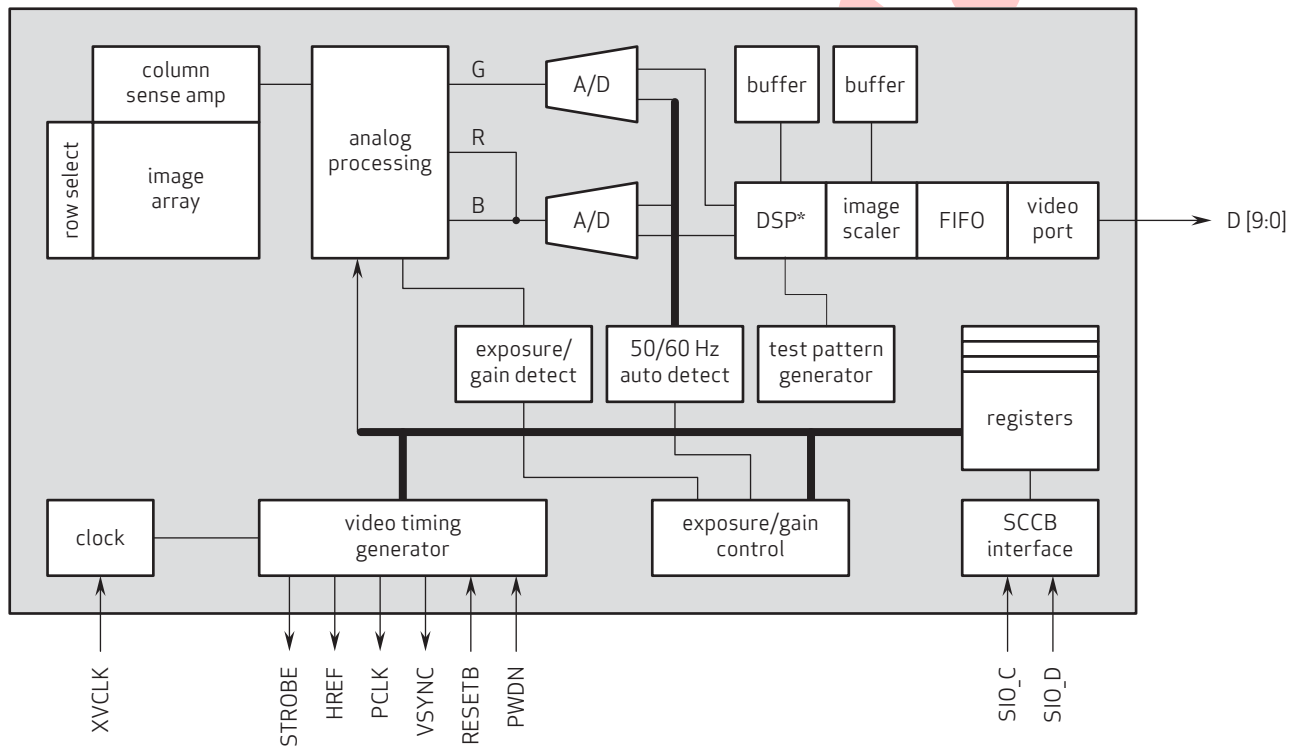 column
sense amp
row select
image
array
analog
processing
G
R
B
A/D
A/D
buffer
buffer
DSP*
image
scaler
FIFO
video
port
D [9:0]
exposure/
gain detect
50/60 Hz
auto detect
test pattern
generator
registers
clock
video timing
generator
exposure/gain
control
SCCB
interface
XVCLK
STROBE
HREF
PCLK
VSYNC
RESETB
PWDN
SIO_C
SIO_D